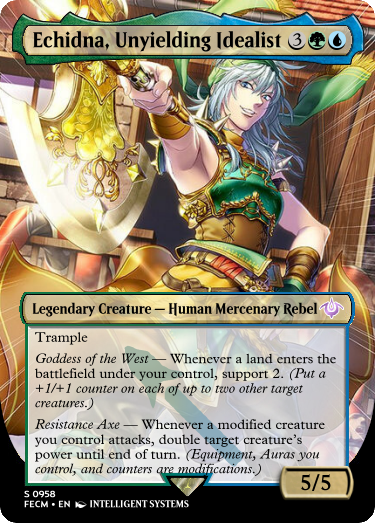 Echidna, Unyielding Idealist 3
Legendary Creature — Human Mercenary Rebel
Trample
Goddess of the West — Whenever a land enters the
battlefield under your control, support 2. (Put a
+1/+1 counter on each of up to two other target
creatures.)
Resistance Axe — Whenever a modified creature
you control attacks, double target creature's
power until end of turn. (Equipment, Auras you
control, and counters are modifications.)
5/5
S 0958
FECM • EN INTELLIGENT SYSTEMS